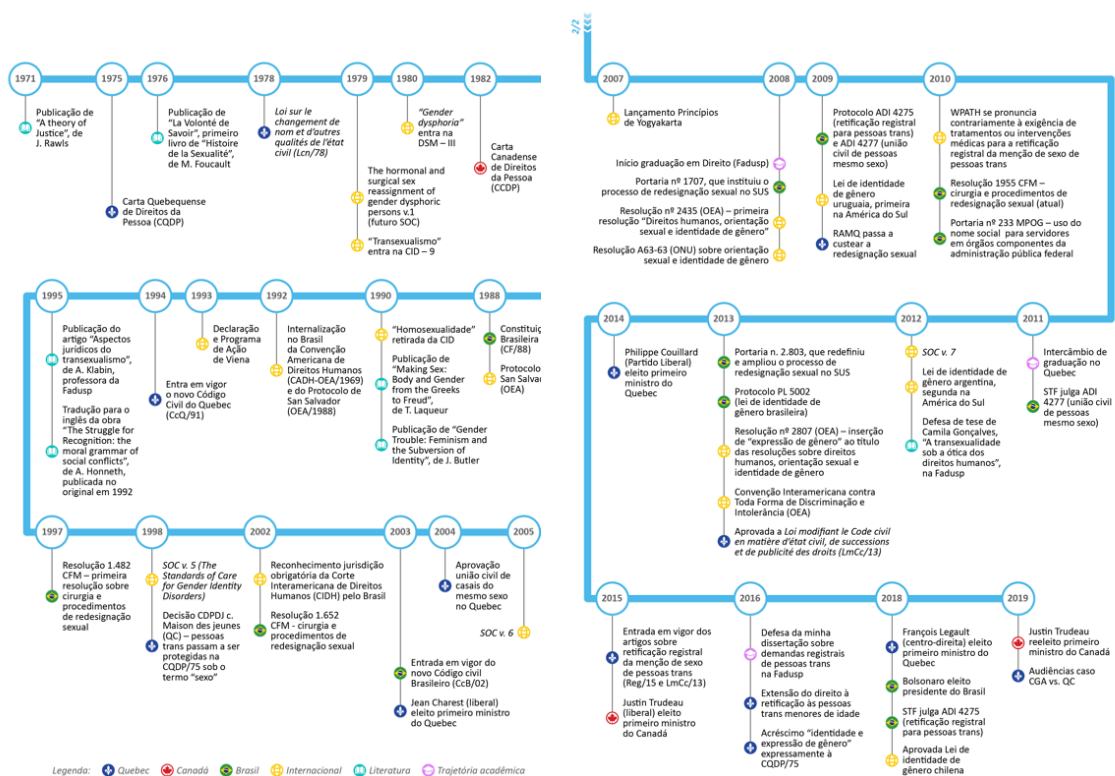 2/2
1971
Publicação de
“A theory of
Justice”, de
J. Rawls
1975
Carta Quebequense
de Direitos da
Pessoa (CQDP)
1976
Publicação de
“La Volonté de
Savoir”, primeiro
livro de “Histoire de
la Sexualité”,
de M. Foucault
1978
Loi sur le
changement de
nom et d’autres
qualités de l’état
civil (Lcn/78)
1979
The hormonal and
surgical sex
reassignment of
gender dysphoric
persons v.1
(futuro SOC)
“Transexualismo”
entra na CID – 9
1980
“Gender
dysphoria”
entra na
DSM – III
1982
Carta
Canadense
de Direitos
da Pessoa
(CCDP)
1995
Publicação do
artigo “Aspectos
jurídicos do
transexualismo”,
de A. Klabin,
professora da
Fadusp
Tradução para o
inglês da obra
“The Struggle for
Recognition: the
moral grammar of
social conflicts”,
de A. Honneth,
publicada no
original em 1992
1994
Entra em vigor
o novo Código
Civil do Quebec
(CcQ/91)
1993
Declaração
e Programa
de Ação
de Viena
1992
Internalização
no Brasil
da Convenção
Americana de
Direitos Humanos
(CADH-OEA/1969)
e do Protocolo de
San Salvador
(OEA/1988)
1990
“Homosexualidade”
retirada da CID
Publicação de
“Making Sex:
Body and Gender
from the Greeks
to Freud”,
de T. Laqueur
Publicação de “Gender
Trouble: Feminism and
the Subversion of
Identity”, de J. Butler
1988
Constituiç
Brasileira
(CF/88)
Protocolo
San Salvad
(OEA)
1997
Resolução 1.482
CFM – primeira
resolução sobre
cirurgia e
procedimentos
de redesignação
sexual
1998
SOC v. 5 (The
Standards of Care
for Gender Identity
Disorders)
Decisão CDPDJ c.
Maison des jeunes
(QC) – pessoas
trans passam a ser
protegidas na
CQDP/75 sob o
termo “sexo”
2002
Reconhecimento jurisdição
obrigatória da Corte
Interamericana de Direitos
Humanos (CIDH) pelo Brasil
Resolução 1.652
CFM - cirurgia e
procedimentos de
redesignação sexual
2003
Entrada em vigor do
novo Código civil
Brasileiro (CcB/02)
Jean Charest (liberal)
eleito primeiro ministro
do Quebec
2004
Aprovação
união civil de
casais do mesmo
sexo no Quebec
2005
SOC v. 6
2007
Lançamento Princípios
de Yogyakarta
2008
Início graduação em Direito (Fadusp)
Portaria nº 1707, que instituiu o
processo de redesignação sexual no SUS
Resolução nº 2435 (OEA) – primeira
resolução “Direitos humanos, orientação
sexual e identidade de gênero”
Resolução A63-63 (ONU) sobre orientação
sexual e identidade de gênero
2009
Protocolo ADI 4275
(retificação registral
para pessoas trans)
e ADI 4277 (união
civil de pessoas
mesmo sexo)
Lei de
identidade de
gênero
uruguaia, primeira
na América do Sul
RAMQ passa a
custear a
redesignação sexual
2010
WPATH se pronuncia
contrariamente à exigência de
tratamentos ou intervenções
médicas para a retificação
registral da menção de sexo de
pessoas trans
Resolução 1955 CFM –
cirurgia e procedimentos de
redesignação sexual (atual)
Portaria nº 233 MPOG – uso do
nome social para servidores
em órgãos componentes da
administração pública federal
2014
Philippe Couillard
(Partido Liberal)
eleito primeiro
ministro do
Quebec
2013
Portaria n. 2.803, que redefiniu
e ampliou o processo de
redesignação sexual no SUS
Protocolo PL 5002
(lei de identidade de
gênero brasileira)
Resolução nº 2807 (OEA) – inserção
de “expressão de gênero” ao título
das resoluções sobre direitos
humanos, orientação sexual e
identidade de gênero
Convenção Interamericana contra
Toda Forma de Discriminação e
Intolerância (OEA)
Aprovada a Loi modifiant le Code civil
en matière d’état civil, de successions
et de publicité des droits (LmCc/13)
2012
SOC v. 7
Lei de identidade de
gênero argentina,
segunda na
América do Sul
Defesa de tese de
Camila Gonçalves,
“A transexualidade
sob a ótica dos
direitos humanos”,
na Fadusp
2011
Intercâmbio de
graduação no
Quebec
STF julga ADI
4277 (união civil
de pessoas
mesmo sexo)
2015
Entrada em vigor dos
artigos sobre
retificação registral
da menção de sexo
de pessoas trans
(Reg/15 e LmCc/13)
Justin Trudeau
(liberal) eleito
primeiro ministro
do Canadá
2016
Defesa da minha
dissertação sobre
demandas registrais
de pessoas trans
na Fadusp
Extensão do direito à
retificação às pessoas
trans menores de idade
Acréscimo “identidade e
expressão de gênero”
expressamente à
CQDP/75
2018
François Legault
(centro-direita) eleito
primeiro ministro do
Quebec
Bolsonaro eleito
presidente do Brasil
STF julga ADI 4275
(retificação registral
para pessoas trans)
Aprovada Lei de
identidade de
gênero chilena
2019
Justin Trudeau
reeleito primeiro
ministro do Canadá
Audiências caso
CGA vs. QC
Legenda: Quebec Canadá Brasil Internacional Literatura Trajetória acadêmica